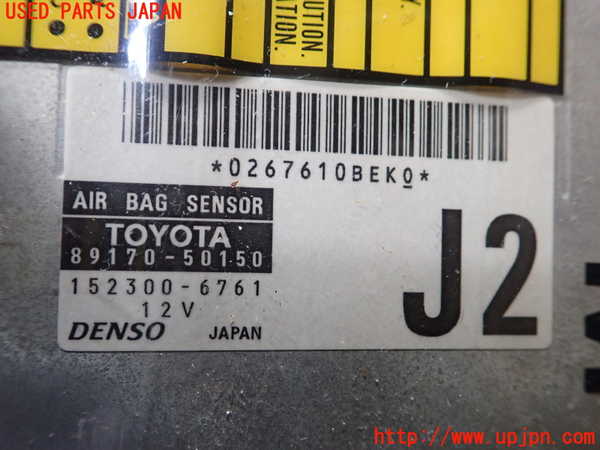 USED PARTS JAPAN
CAUTION.
*0267610BEK0*
AIR BAG SENSOR
TOYOTA
89170-50150
152300-6761
12V
DENSO JAPAN
J2
http://www.upjpn.com